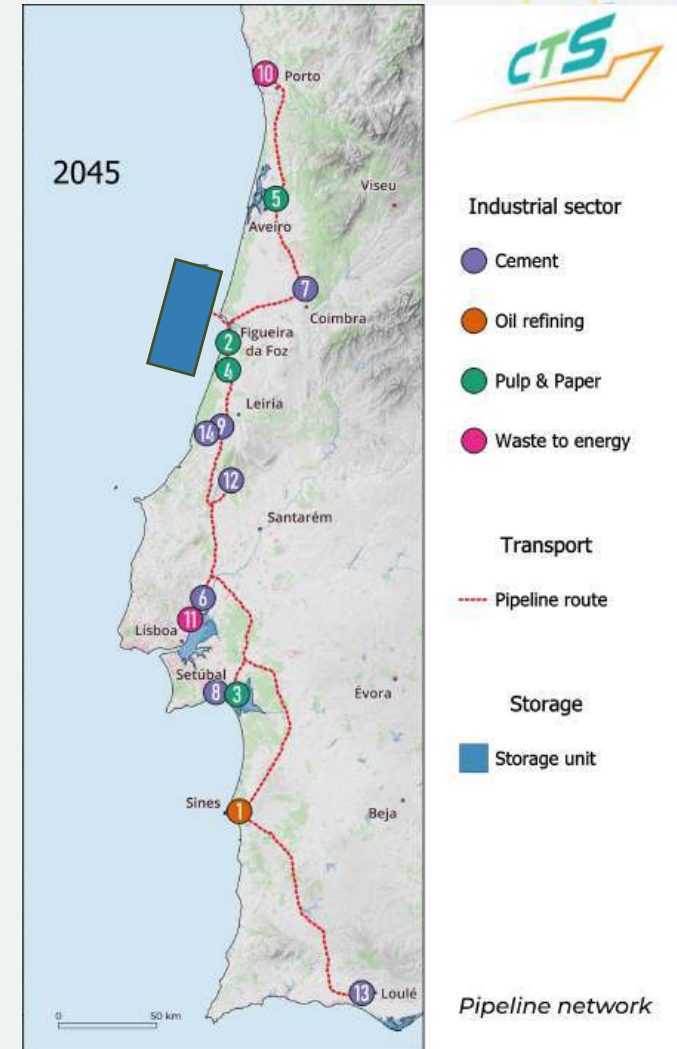 2045
10
Porto
Viseu
5
Aveiro
7
Coimbra
2
Figueira
da Foz
4
Leiria
14
9
12
Santarém
6
11
Lisboa
Setúbal
8
3
Évora
Sines
1
Beja
13
Loulé
0
50 km
CTS
Industrial sector
Cement
Oil refining
Pulp & Paper
Waste to energy
Transport
Pipeline route
Storage
Storage unit
Pipeline network